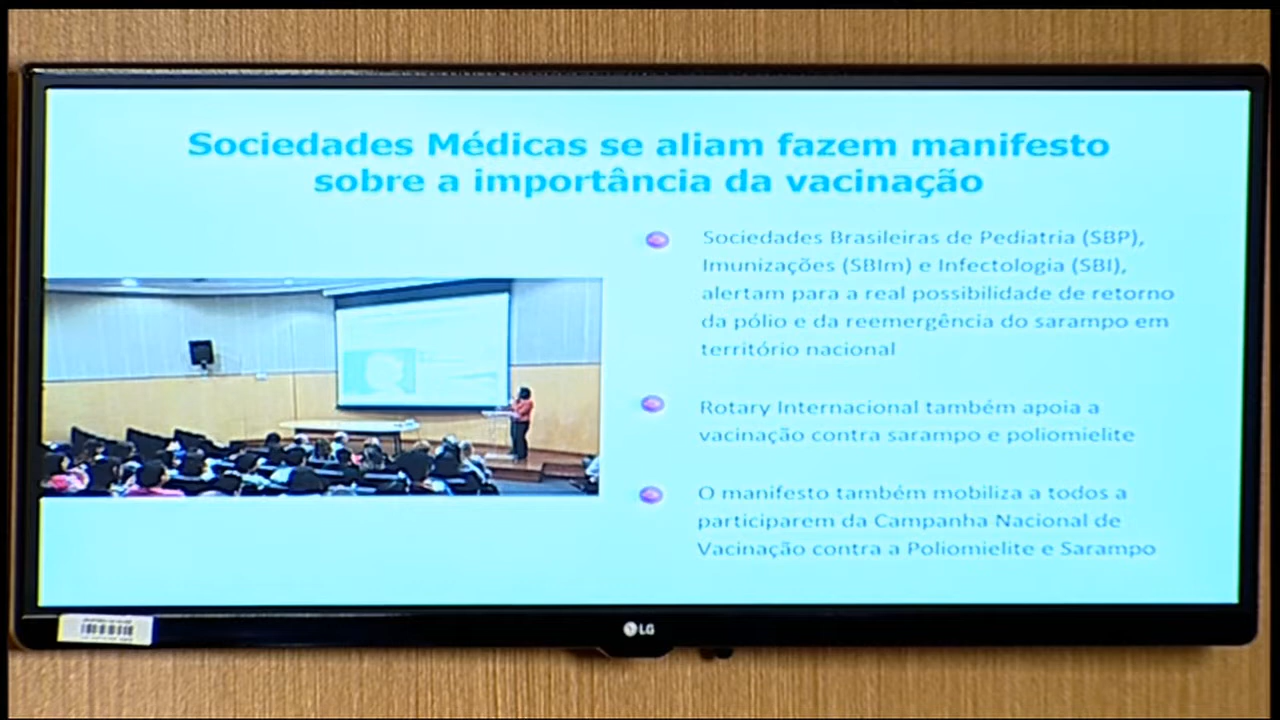 Sociedades Médicas se aliam fazem manifesto
sobre a importância da vacinação
Sociedades Brasileiras de Pediatria (SBP),
Imunizações (SBIm) e Infectologia (SBI),
alertam para a real possibilidade de retorno
da pólio e da reemergência do sarampo em
território nacional
Rotary Internacional também apoia a
vacinação contra sarampo e poliomielite
O manifesto também mobiliza a todos a
participarem da Campanha Nacional de
Vacinação contra a Poliomielite e Sarampo
LG